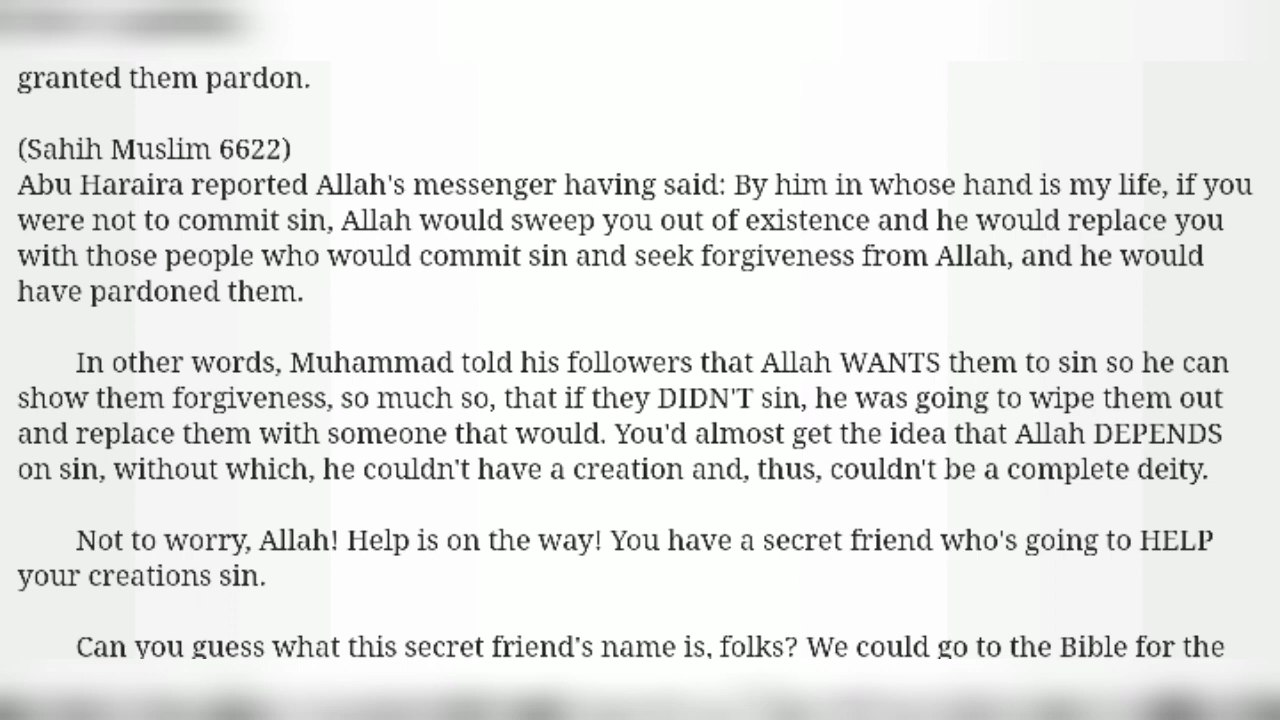 granted them pardon.
(Sahih Muslim 6622)
Abu Haraira reported Allah's messenger having said: By him in whose hand is my life, if you
were not to commit sin, Allah would sweep you out of existence and he would replace you
with those people who would commit sin and seek forgiveness from Allah, and he would
have pardoned them.
In other words, Muhammad told his followers that Allah WANTS them to sin so he can
show them forgiveness, so much so, that if they DIDN'T sin, he was going to wipe them out
and replace them with someone that would. You'd almost get the idea that Allah DEPENDS
on sin, without which, he couldn't have a creation and, thus, couldn't be a complete deity.
Not to worry, Allah! Help is on the way! You have a secret friend who's going to HELP
your creations sin.
Can you guess what this secret friend's name is, folks? We could go to the Bible for the